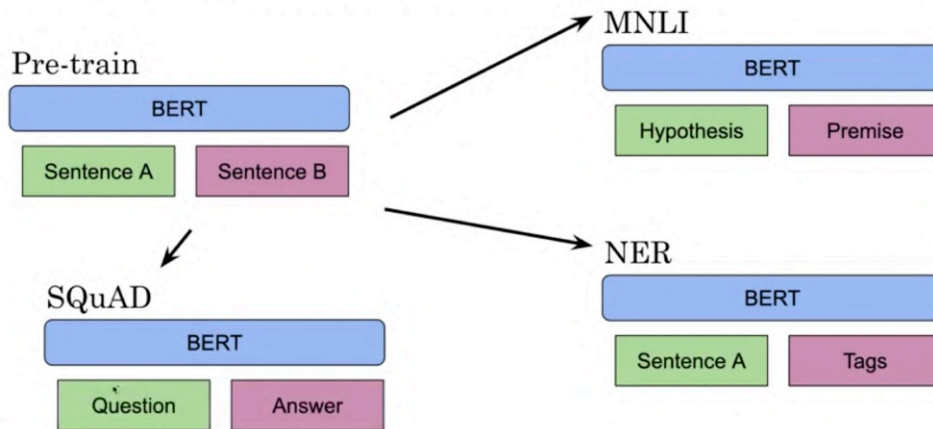 Pre-train
BERT
Sentence A Sentence B
MNLI
BERT
Hypothesis Premise
SQuAD
BERT
Question Answer
NER
BERT
Sentence A Tags